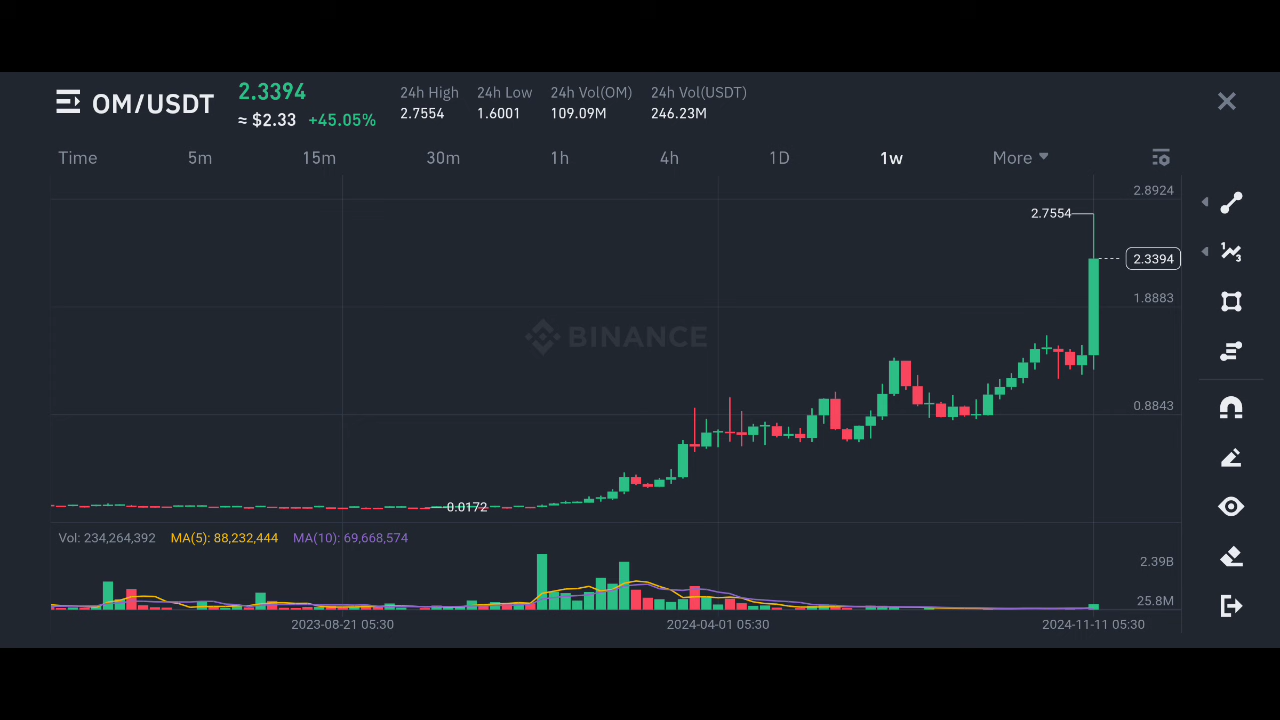 OM/USDT
2.3394
≈ $2.33 +45.05%
24h High 24h Low 24h Vol(OM) 24h Vol(USDT)
2.7554 1.6001 109.09M 246.23M
Time 5m 15m 30m 1h 4h 1D 1w More
2.8924
2.7554
2.3394
1.8883
BINANCE
0.8843
0.0172
Vol: 234,264,392 MA(5): 88,232,444 MA(10): 69,668,574
2.39B
25.8M
2023-08-21 05:30 2024-04-01 05:30 2024-11-11 05:30